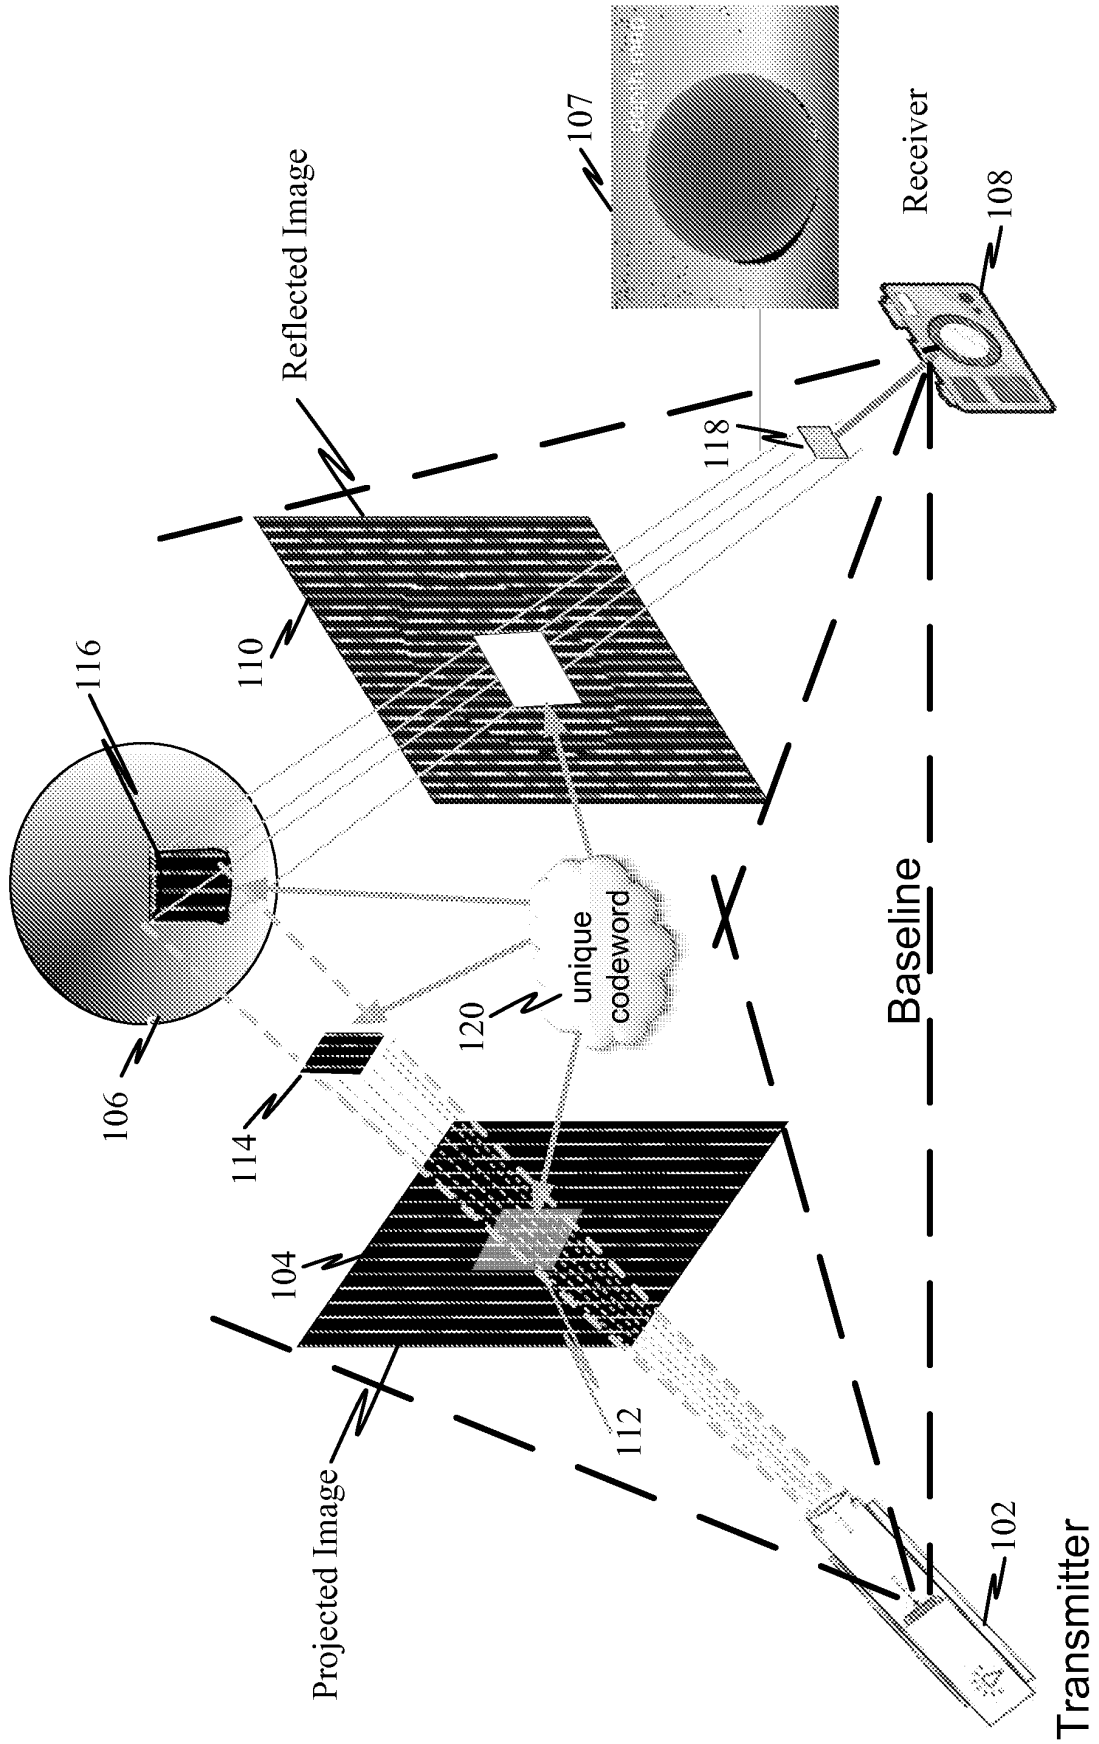 107
Reflected Image
Receiver
108
118
110
116
106
114
120
unique
codeword
104
Projected Image
112
Baseline
102
Transmitter